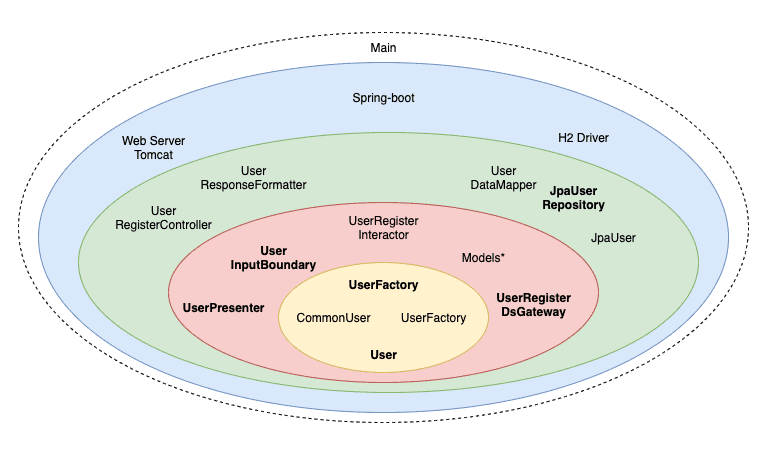 Main
Spring-boot
Web Server
Tomcat
H2 Driver
User
ResponseFormatter
User
DataMapper
JpaUser
Repository
User
RegisterController
UserRegister
Interactor
JpaUser
User
InputBoundary
Models*
UserPresenter
UserFactory
UserRegister
DsGateway
CommonUser
UserFactory
User